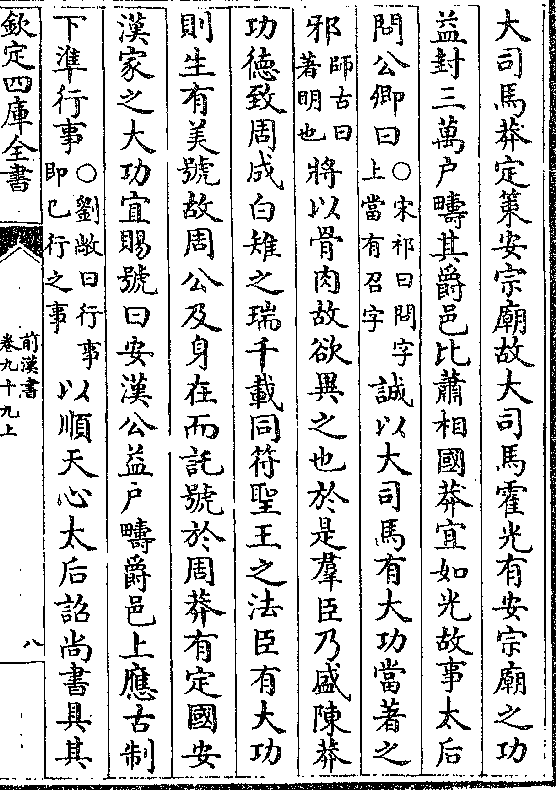 大司馬莽定策安宗廟故大司馬霍光有安宗廟之功
益封三萬户疇其爵邑比蕭相國莽宜如光故事太后
問公卿曰○宋祁曰問字上當有召字誠以大司馬有大功當著之
邪師古曰著明也將以骨肉故欲異之也於是羣臣乃盛陳莽
功德致周成白雉之瑞千載同符聖王之法臣有大功
則生有美號故周公及身在而託號於周莽有定國安
漢家之大功宜賜號曰安漢公益户疇爵邑上應古制
下準行事○劉敞曰行事即已行之事以順天心太后詔尚書具其
欽定四庫全書
前漢書
卷九十九上
八